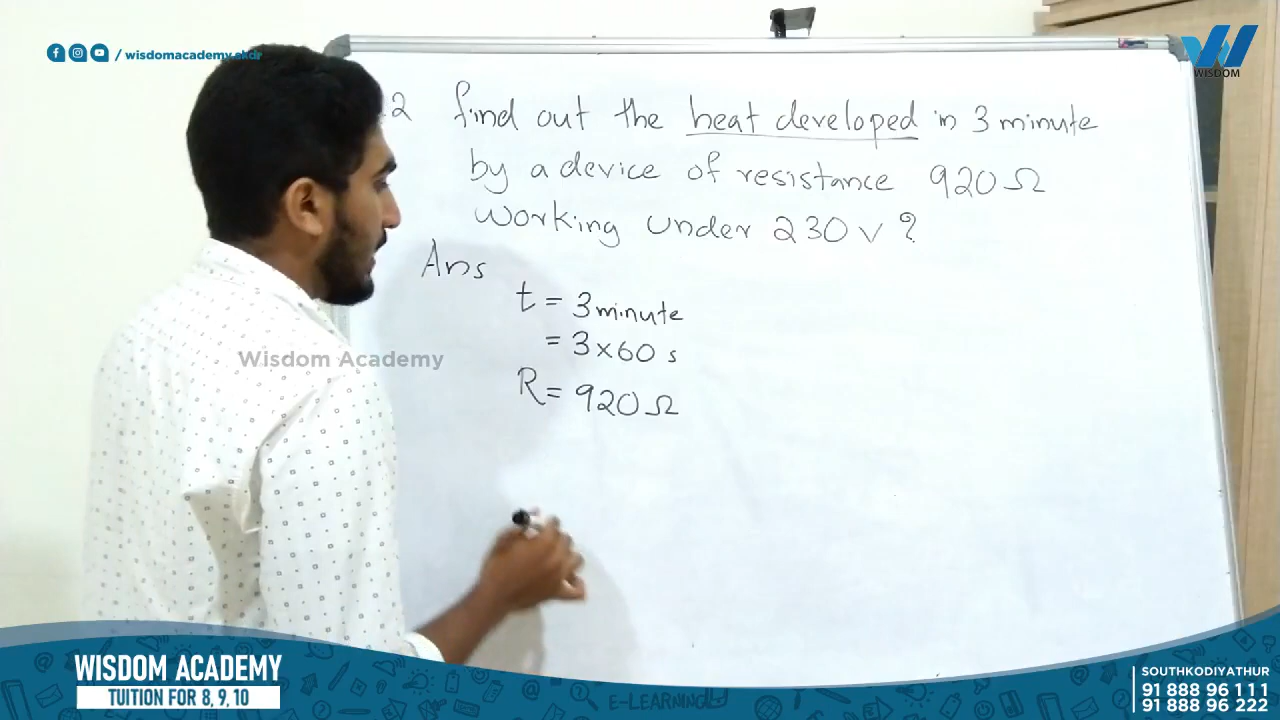 / wisdomacademy.skdr
WISDOM
.2 find out the heat developed in 3 minute
by a device of resistance 920 Ω
working under 230 v ?
Ans
t = 3 minute
= 3 x 60 s
R = 920 Ω
Wisdom Academy
WISDOM ACADEMY
TUITION FOR 8, 9, 10
E-LEARNING
SOUTHKODIYATHUR
91 888 96 111
91 888 96 222